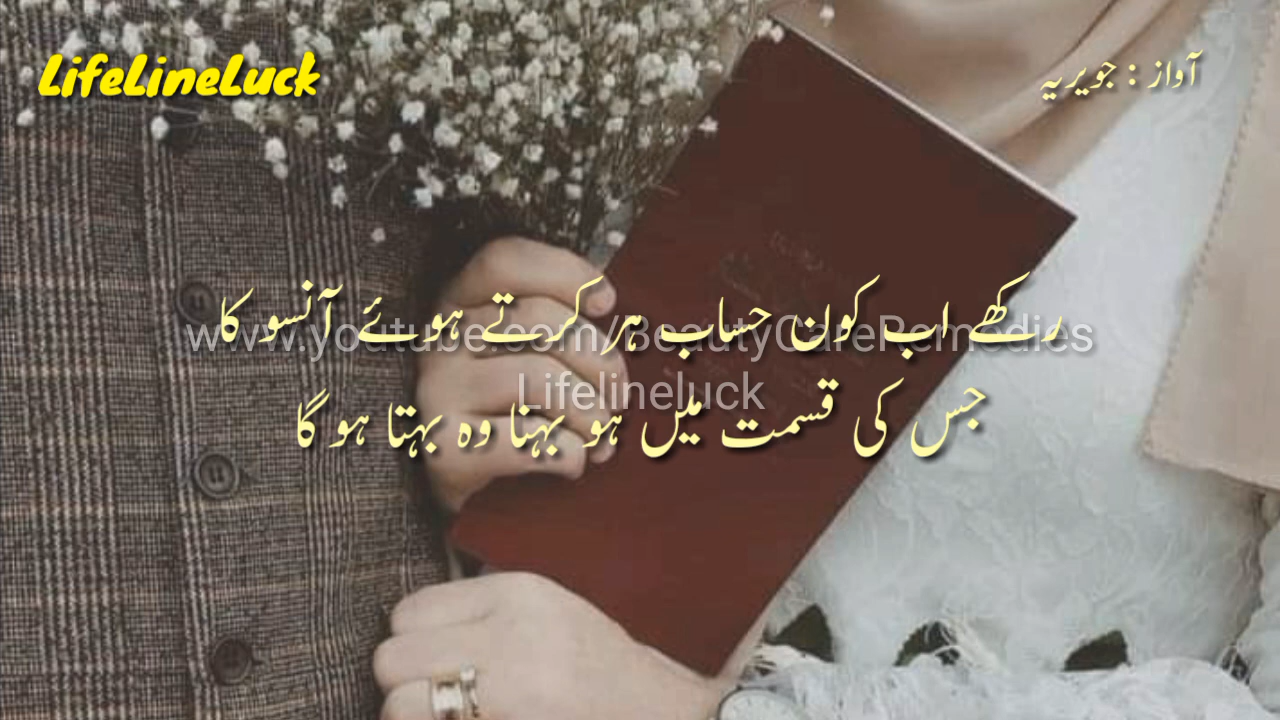 LifeLineLuck
آواز : جویریہ
رکھے اب کون حساب ہر کرتے ہوئے آنسو کا
www.youtube.com/BeautyCareRemedies
Lifelineluck
جس کی قسمت میں ہو بہنا وہ بہتا ہو گا